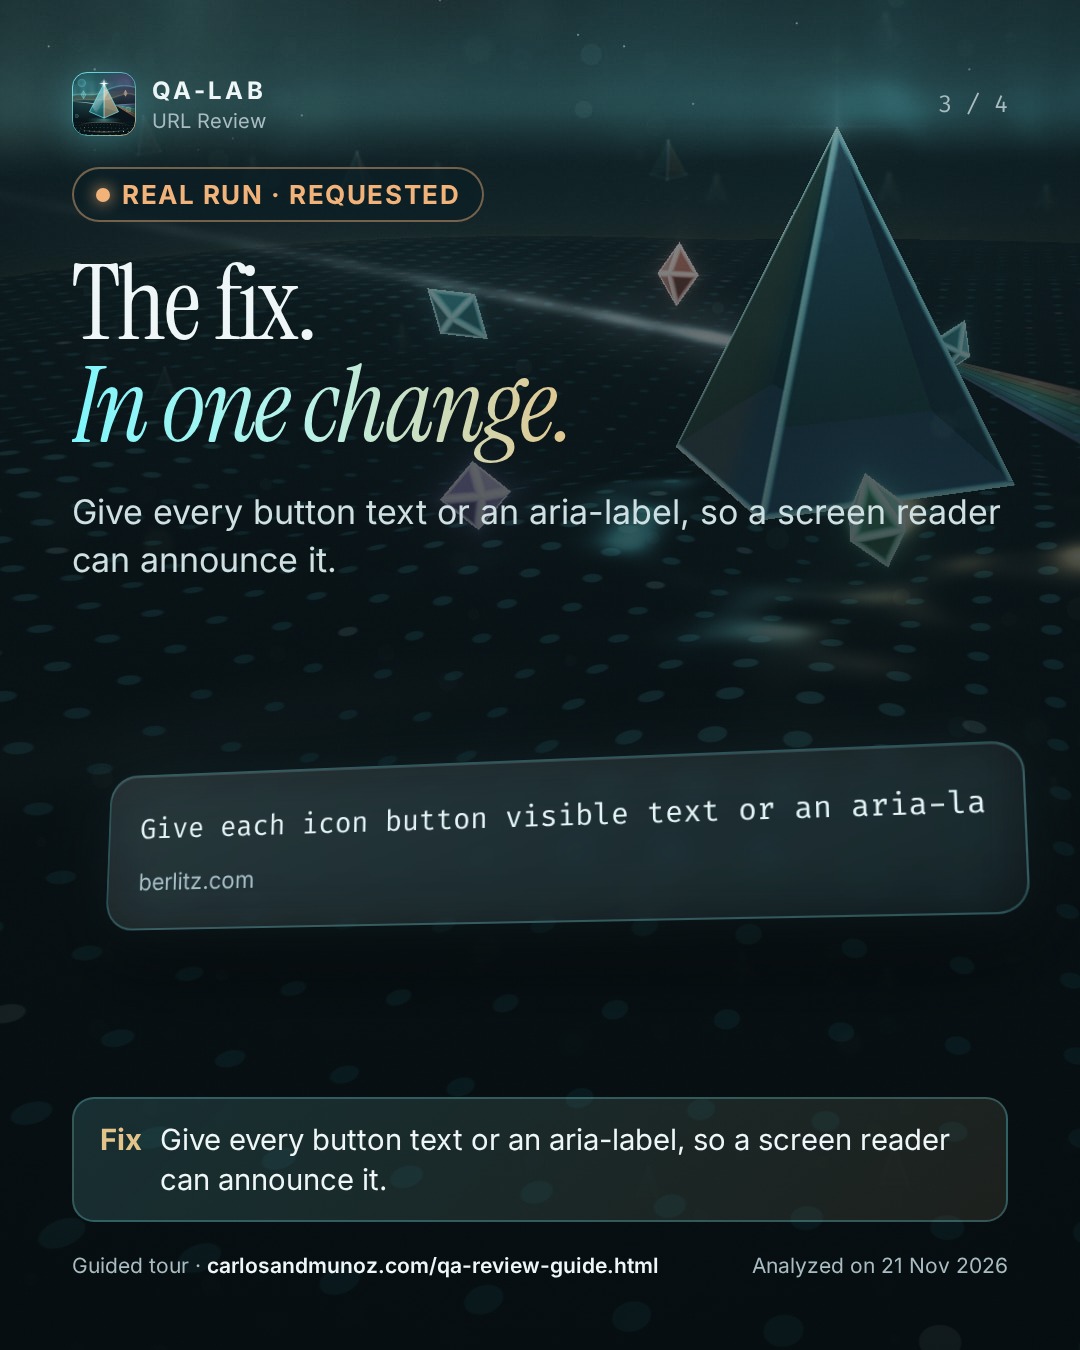 QA-LAB
URL Review
3 / 4
REAL RUN · REQUESTED
The fix.
In one change.
Give every button text or an aria-label, so a screen reader
can announce it.
Give each icon button visible text or an aria-la
berlitz.com
Fix Give every button text or an aria-label, so a screen reader
can announce it.
Guided tour · carlosandmunoz.com/qa-review-guide.html
Analyzed on 21 Nov 2026